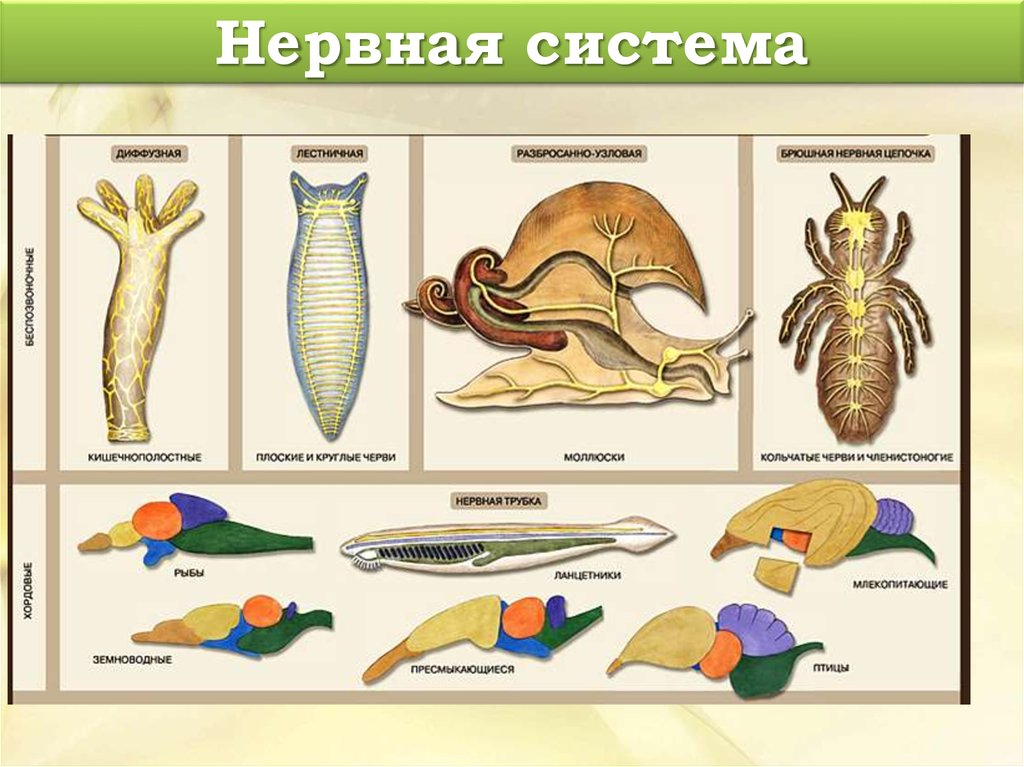 Нервная система
ДИФФУЗНАЯ
ЛЕСТНИЧНАЯ
РАЗБРОСАННО-УЗЛОВАЯ
БРЮШНАЯ НЕРВНАЯ ЦЕПОЧКА
БЕСПОЗВОНОЧНЫЕ
КИШЕЧНОПОЛОСТНЫЕ
ПЛОСКИЕ И КРУГЛЫЕ ЧЕРВИ
МОЛЛЮСКИ
КОЛЬЧАТЫЕ ЧЕРВИ И ЧЛЕНИСТОНОГИЕ
НЕРВНАЯ ТРУБКА
ХОРДОВЫЕ
РЫБЫ
ЛАНЦЕТНИКИ
МЛЕКОПИТАЮЩИЕ
ЗЕМНОВОДНЫЕ
ПРЕСМЫКАЮЩИЕСЯ
ПТИЦЫ